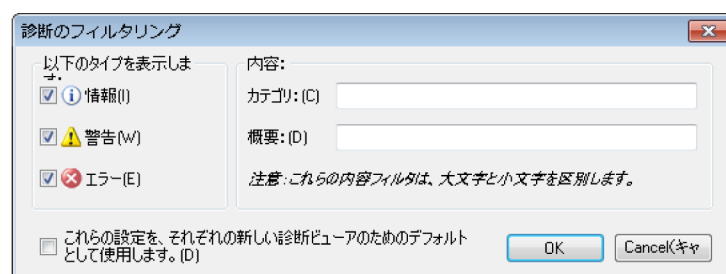 診断のフィルタリング
以下のタイプを表示しま
す:
内容:
情報(I)
カテゴリ:(C)
警告(W)
概要:(D)
エラー(E)
注意:これらの内容フィルタは、大文字と小文字を区別します。
これらの設定を、それぞれの新しい診断ビューアのためのデフォルト
として使用します。(D)
OK
Cancel(キャ